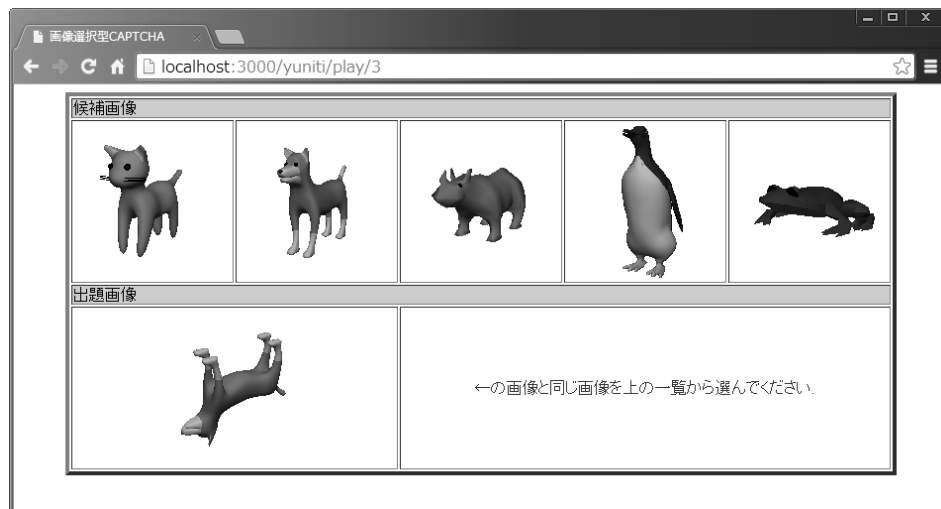 画像選択型CAPTCHA
localhost:3000/yuniti/play/3
候補画像
出題画像
←の画像と同じ画像を上の一覧から選んでください.